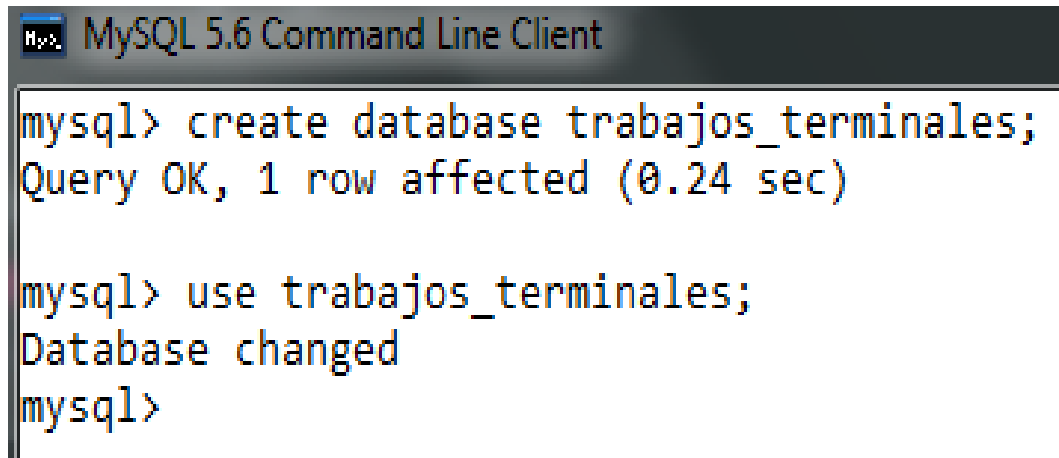 MySQL 5.6 Command Line Client
mysql> create database trabajos_terminales;
Query OK, 1 row affected (0.24 sec)
mysql> use trabajos_terminales;
Database changed
mysql>